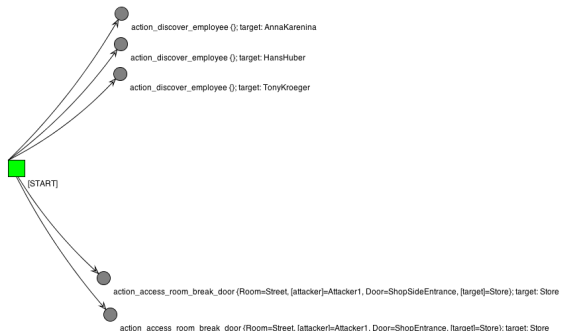 action_discover_employee {}; target: AnnaKarenina
action_discover_employee {}; target: HansHuber
action_discover_employee {}; target: TonyKroeger
[START]
action_access_room_break_door {Room=Street, [attacker]=Attacker1, Door=ShopSideEntrance, [target]=Store}; target: Store
action_access_room_break_door {Room=Street, [attacker]=Attacker1, Door=ShopEntrance, [target]=Store}; target: Store